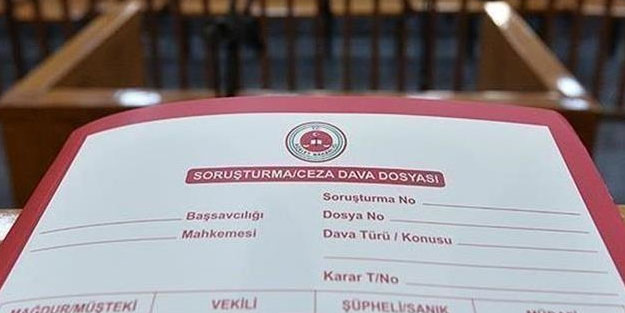 SORUŞTURMA/CEZA DAVA DOSYASI
Soruşturma No
Başsavcılığı
Dosya No
Mahkemesi
Dava Türü / Konusu
Karar T/No
MAĞDUR/MÜŞTEKİ VEKİLİ ŞÜPHELİ/SANIK